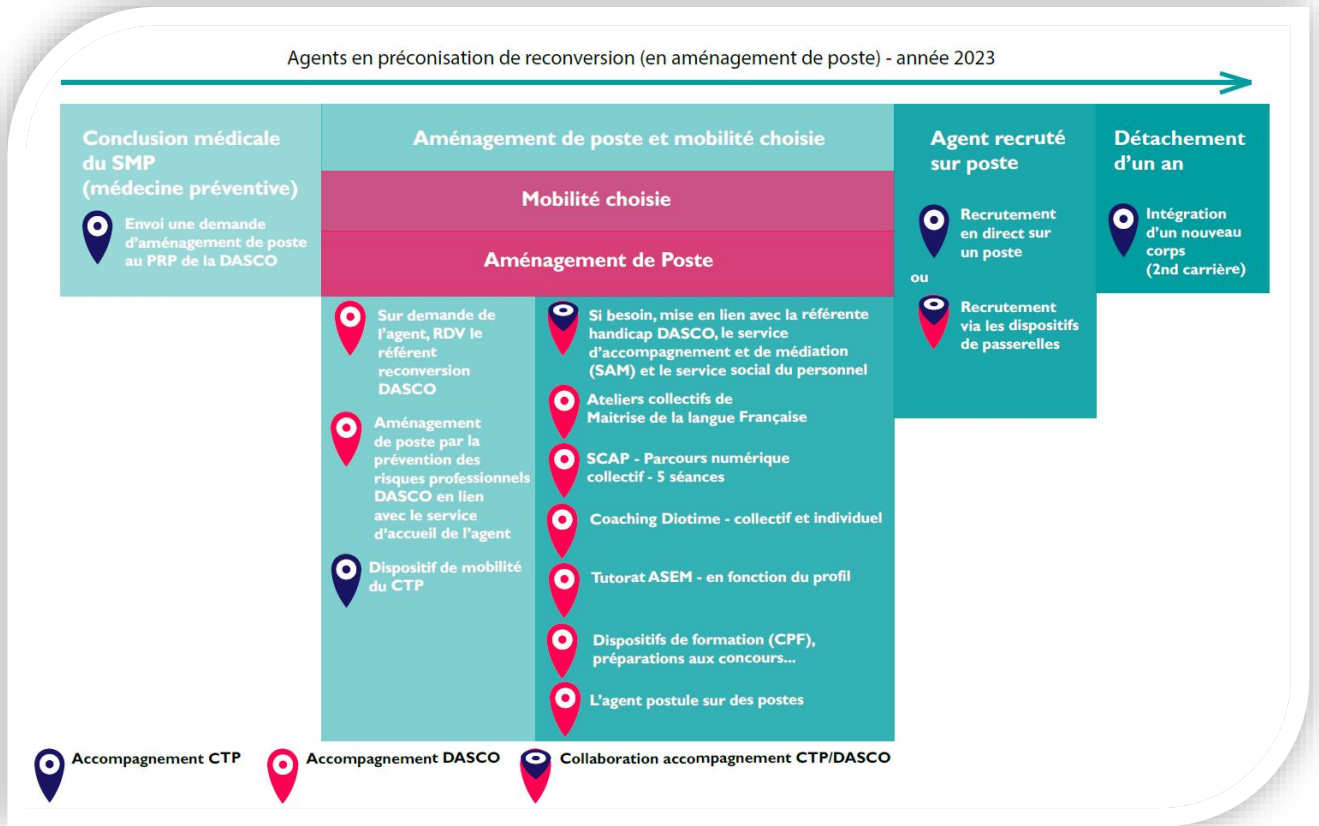 Agents en préconisation de reconversion (en aménagement de poste) - année 2023
Conclusion médicale
du SMP
(médecine préventive)
Envoi une demande
d'aménagement de poste
au PRP de la DASCO
Aménagement de poste et mobilité choisie
Mobilité choisie
Aménagement de Poste
Sur demande de
l'agent, RDV le
référent
reconversion
DASCO
Aménagement
de poste par la
prévention des
risques professionnels
DASCO en lien
avec le service
d'accueil de l'agent
Dispositif de mobilité
du CTP
Si besoin, mise en lien avec la référente
handicap DASCO, le service
d'accompagnement et de médiation
(SAM) et le service social du personnel
Ateliers collectifs de
Maitrise de la langue Française
SCAP - Parcours numérique
collectif - 5 séances
Coaching Diotime - collectif et individuel
Tutorat ASEM - en fonction du profil
Dispositifs de formation (CPF),
préparations aux concours...
L'agent postule sur des postes
Agent recruté
sur poste
Recrutement
en direct sur
un poste
ou
Recrutement
via les dispositifs
de passerelles
Détachement
d'un an
Intégration
d'un nouveau
corps
(2nd carrière)
Accompagnement CTP
Accompagnement DASCO
Collaboration accompagnement CTP/DASCO